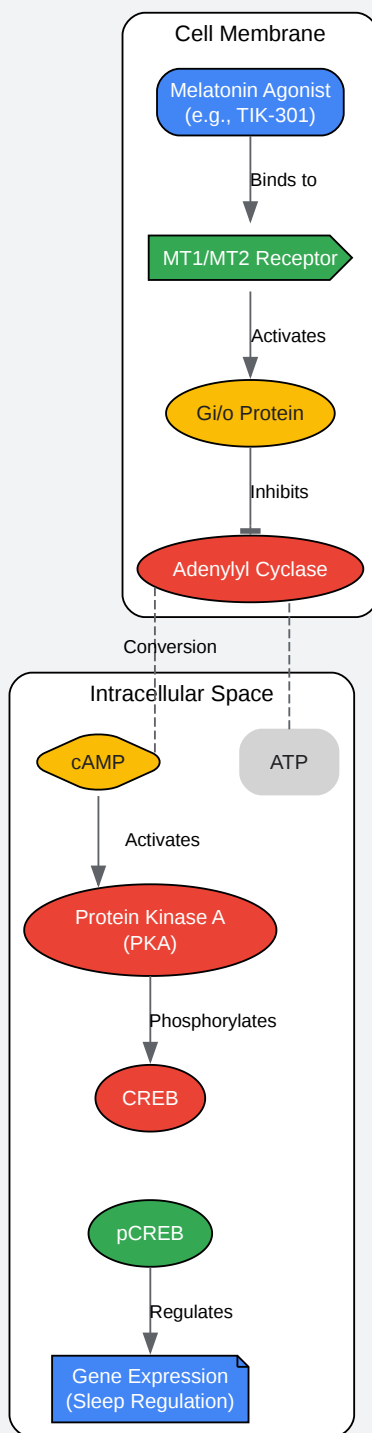 Cell Membrane
Melatonin Agonist
(e.g., TIK-301)
Binds to
MT1/MT2 Receptor
Activates
Gi/o Protein
Inhibits
Adenylyl Cyclase
Conversion
Intracellular Space
cAMP
ATP
Activates
Protein Kinase A
(PKA)
Phosphorylates
CREB
pCREB
Regulates
Gene Expression
(Sleep Regulation)